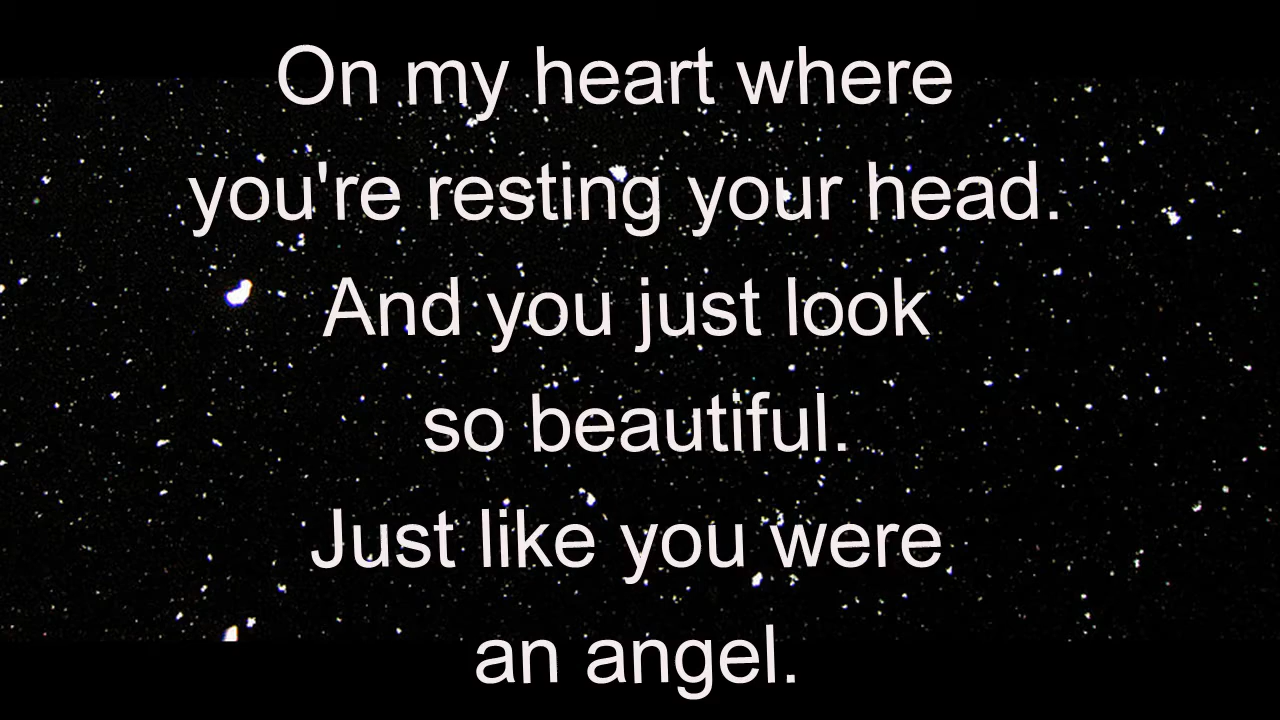 On my heart where
you're resting your head.
And you just look
so beautiful.
Just like you were
an angel.